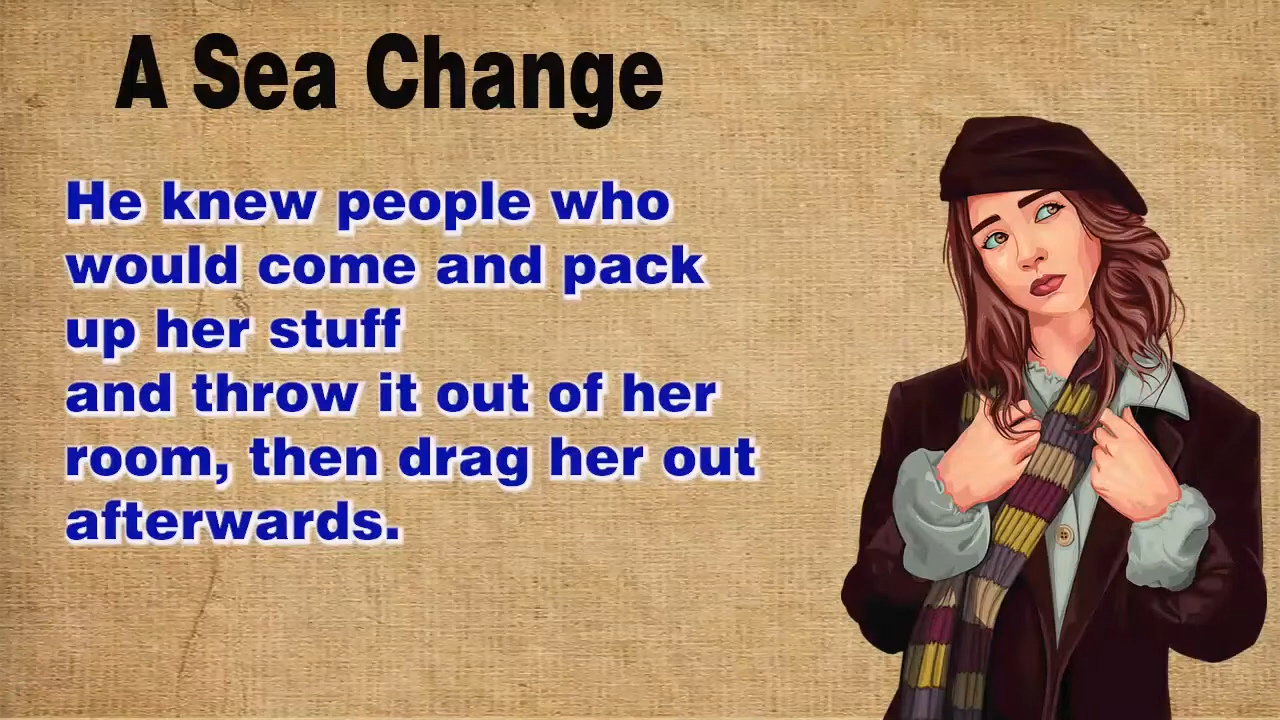 A Sea Change
He knew people who
would come and pack
up her stuff
and throw it out of her
room, then drag her out
afterwards.